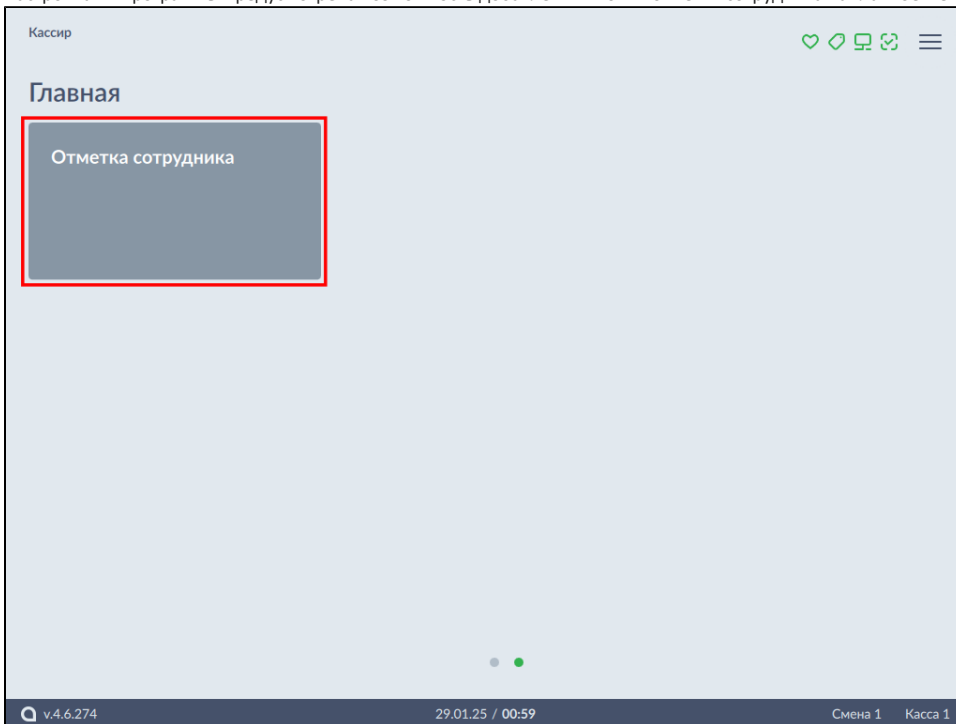 Кассир
Главная
Отметка сотрудника
v.4.6.274
29.01.25 / 00:59
Смена 1 Касса 1